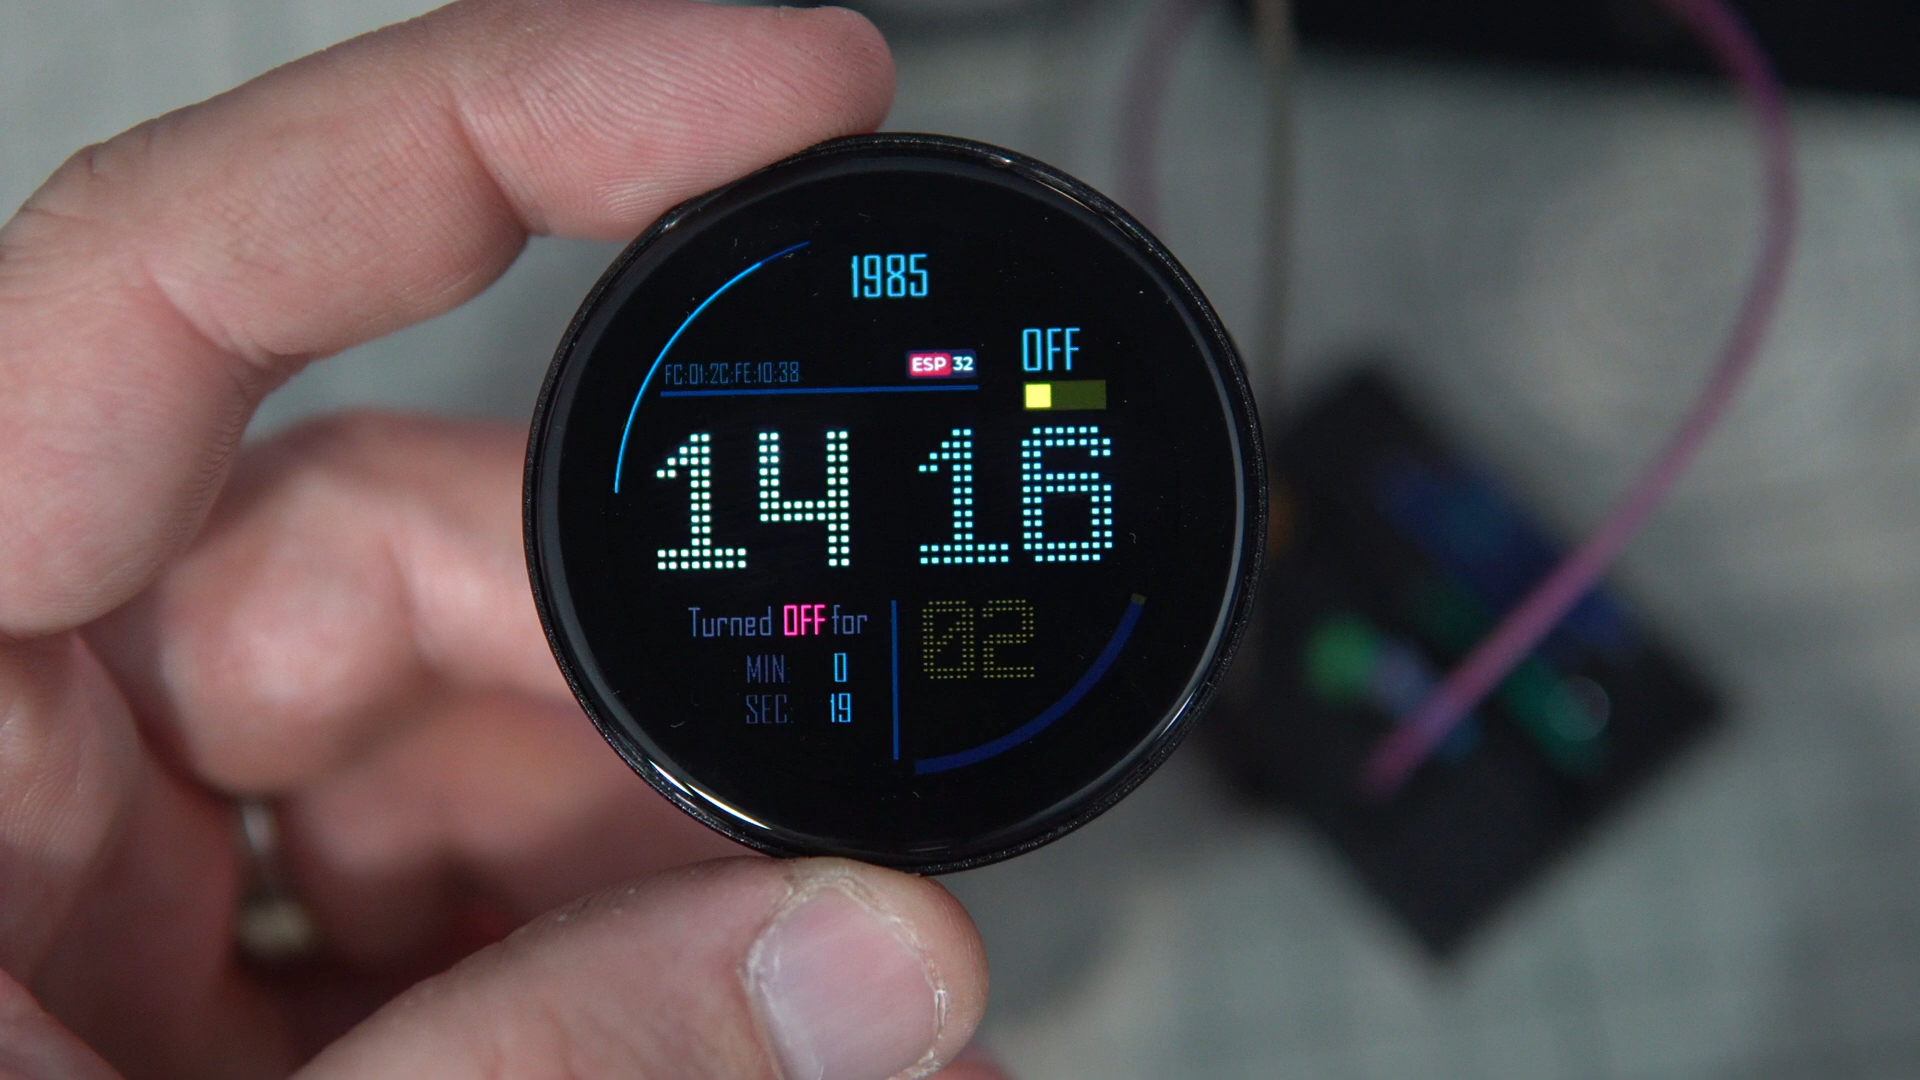 1985
OFF
FC:01:2C:FE:10:38
ESP 32
14 16
Turned OFF for
MIN: 0
SEC: 19
02